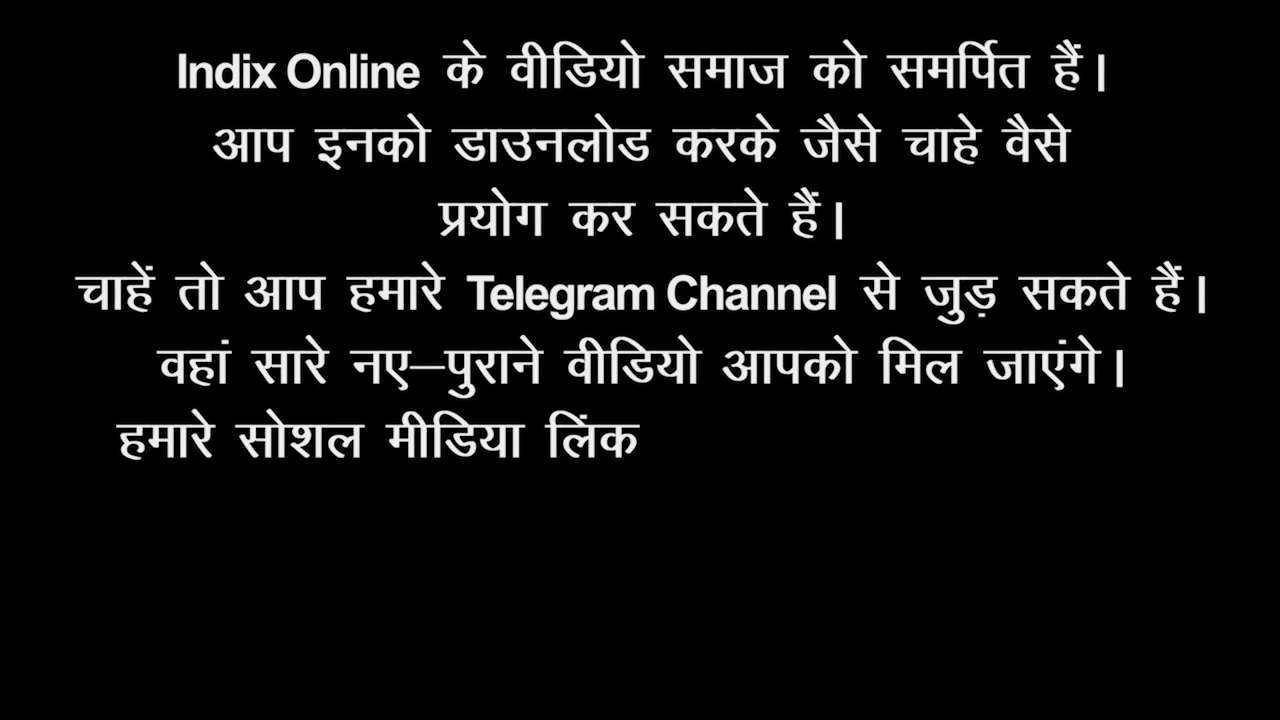 Indix Online के वीडियो समाज को समर्पित हैं।
आप इनको डाउनलोड करके जैसे चाहे वैसे
प्रयोग कर सकते हैं।
चाहें तो आप हमारे Telegram Channel से जुड़ सकते हैं।
वहां सारे नए–पुराने वीडियो आपको मिल जाएंगे।
हमारे सोशल मीडिया लिंक